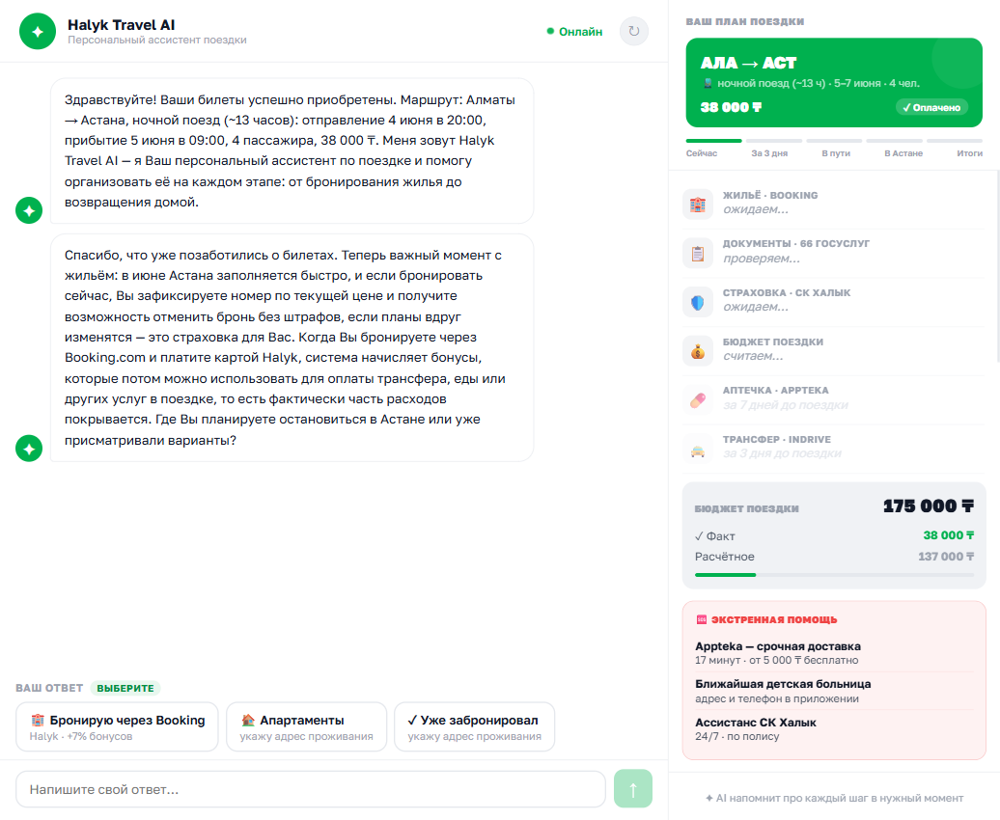 Halyk Travel AI
Персональный ассистент поездки
Онлайн
Здравствуйте! Ваши билеты успешно приобретены. Маршрут: Алматы
→ Астана, ночной поезд (~13 часов): отправление 4 июня в 20:00,
прибытие 5 июня в 09:00, 4 пассажира, 38 000 ₸. Меня зовут Halyk
Travel AI — я Ваш персональный ассистент по поездке и помогу
организовать её на каждом этапе: от бронирования жилья до
возвращения домой.
Спасибо, что уже позаботились о билетах. Теперь важный момент с
жильём: в июне Астана заполняется быстро, и если бронировать
сейчас, Вы зафиксируете номер по текущей цене и получите
возможность отменить бронь без штрафов, если планы вдруг
изменятся — это страховка для Вас. Когда Вы бронируете через
Booking.com и платите картой Halyk, система начисляет бонусы,
которые потом можно использовать для оплаты трансфера, еды или
других услуг в поездке, то есть фактически часть расходов
покрывается. Где Вы планируете остановиться в Астане или уже
присматривали варианты?
ВАШ ОТВЕТ ВЫБЕРИТЕ
Бронирую через Booking
Halyk · +7% бонусов
Апартаменты
укажу адрес проживания
✓ Уже забронировал
укажу адрес проживания
Напишите свой ответ...
ВАШ ПЛАН ПОЕЗДКИ
АЛА → АСТ
ночной поезд (~13 ч) · 5–7 июня · 4 чел.
38 000 ₸
✓ Оплачено
Сейчас
За 3 дня
В пути
В Астане
Итоги
ЖИЛЬЁ · BOOKING
ожидаем...
ДОКУМЕНТЫ · 66 ГОСУСЛУГ
проверяем...
СТРАХОВКА · СК ХАЛЫК
ожидаем...
БЮДЖЕТ ПОЕЗДКИ
считаем...
АПТЕЧКА · APPTEKA
за 7 дней до поездки
ТРАНСФЕР · INDRIVE
за 3 дня до поездки
БЮДЖЕТ ПОЕЗДКИ 175 000 ₸
✓ Факт 38 000 ₸
Расчётное 137 000 ₸
SOS ЭКСТРЕННАЯ ПОМОЩЬ
Appteka — срочная доставка
17 минут · от 5 000 ₸ бесплатно
Ближайшая детская больница
адрес и телефон в приложении
Ассистанс СК Халык
24/7 · по полису
✦ AI напомнит про каждый шаг в нужный момент